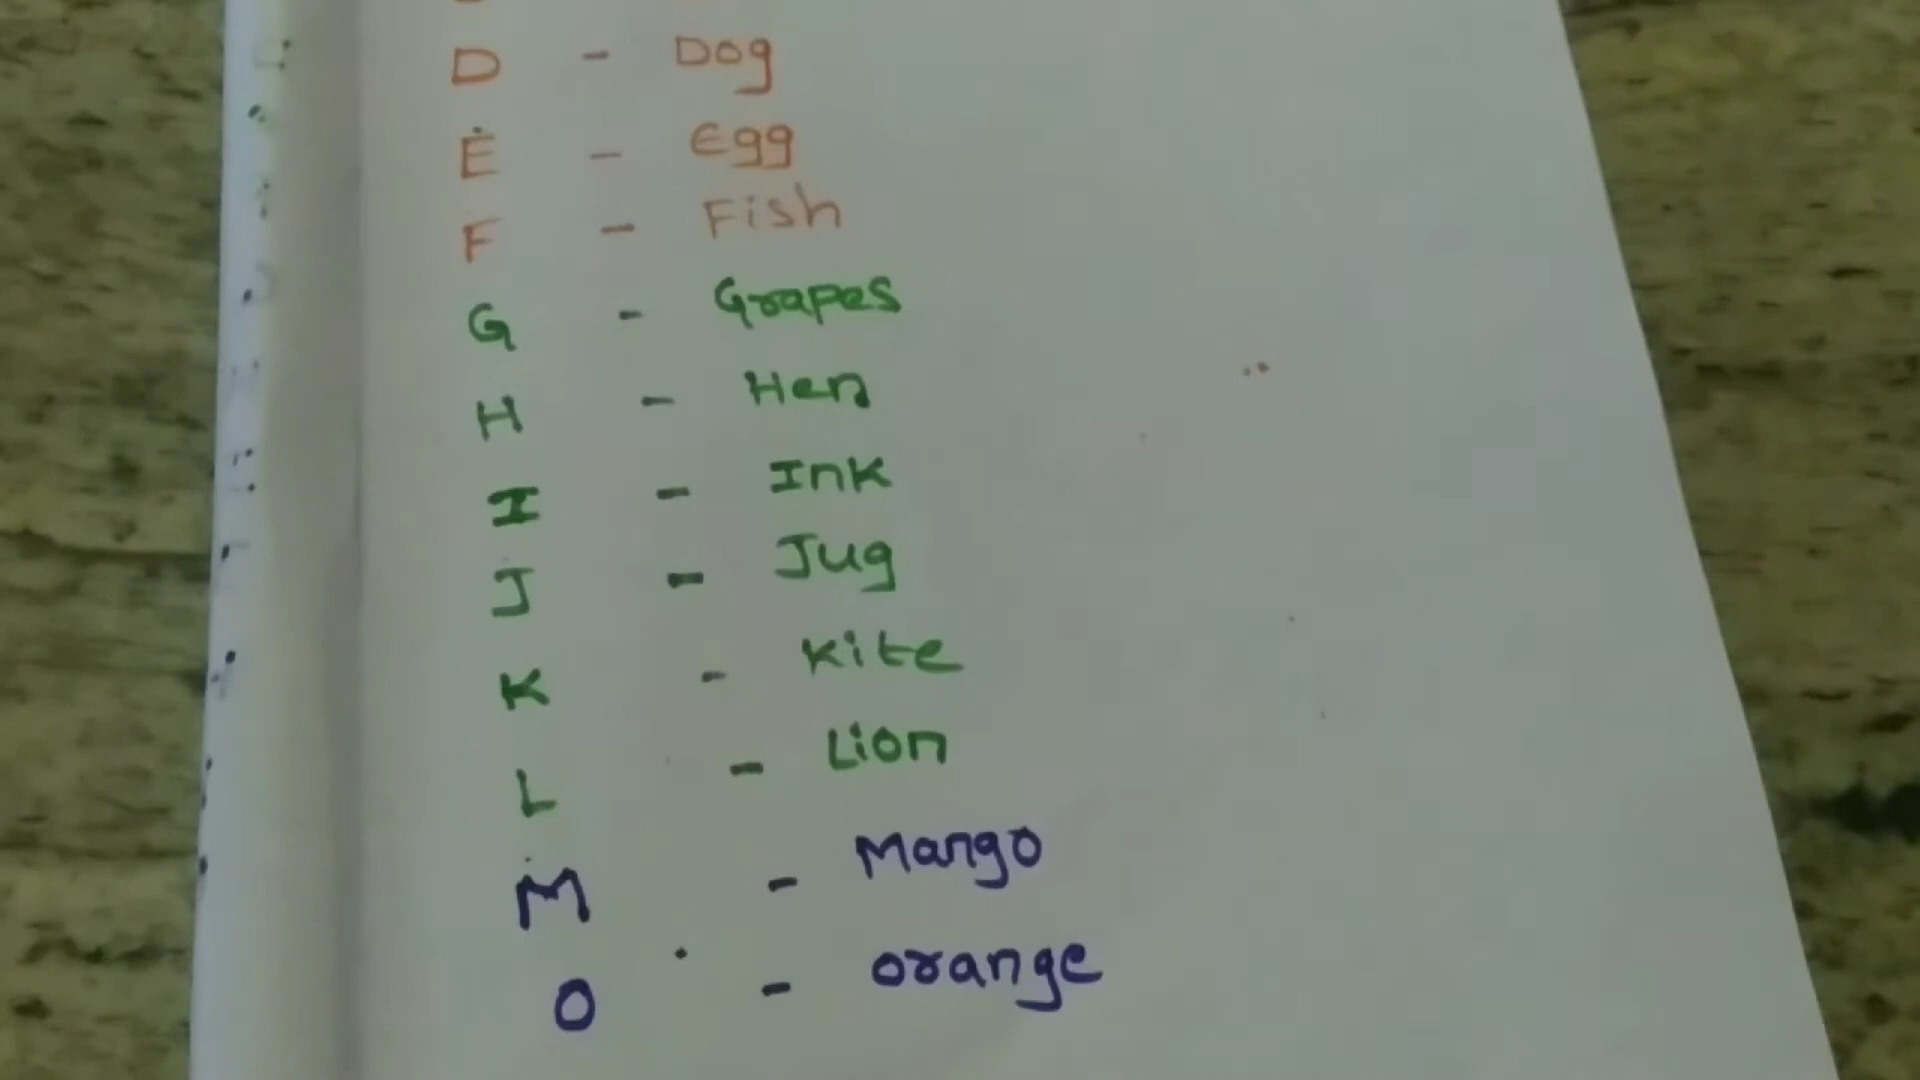 D - Dog
E - Egg
F - Fish
G - Grapes
H - Hen
I - Ink
J - Jug
K - Kite
L - Lion
M - Mango
O - orange